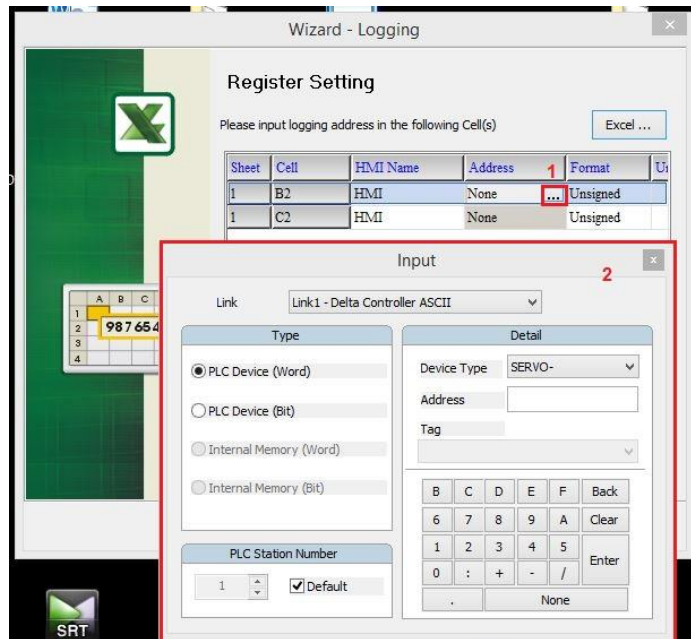 Wizard - Logging
Register Setting
Please input logging address in the following Cell(s)
Excel ...
Sheet Cell HMI Name Address 1 Format
1 B2 HMI None ... Unsigned
1 C2 HMI None Unsigned
Input
2
Link Link1 - Delta Controller ASCII
Type
PLC Device (Word)
PLC Device (Bit)
Internal Memory (Word)
Internal Memory (Bit)
PLC Station Number
1 Default
Detail
Device Type SERVO-
Address
Tag
B C D E F Back
6 7 8 9 A Clear
1 2 3 4 5 Enter
0 : + - /
. None
A B C
1
2 987654
3
4
SRT